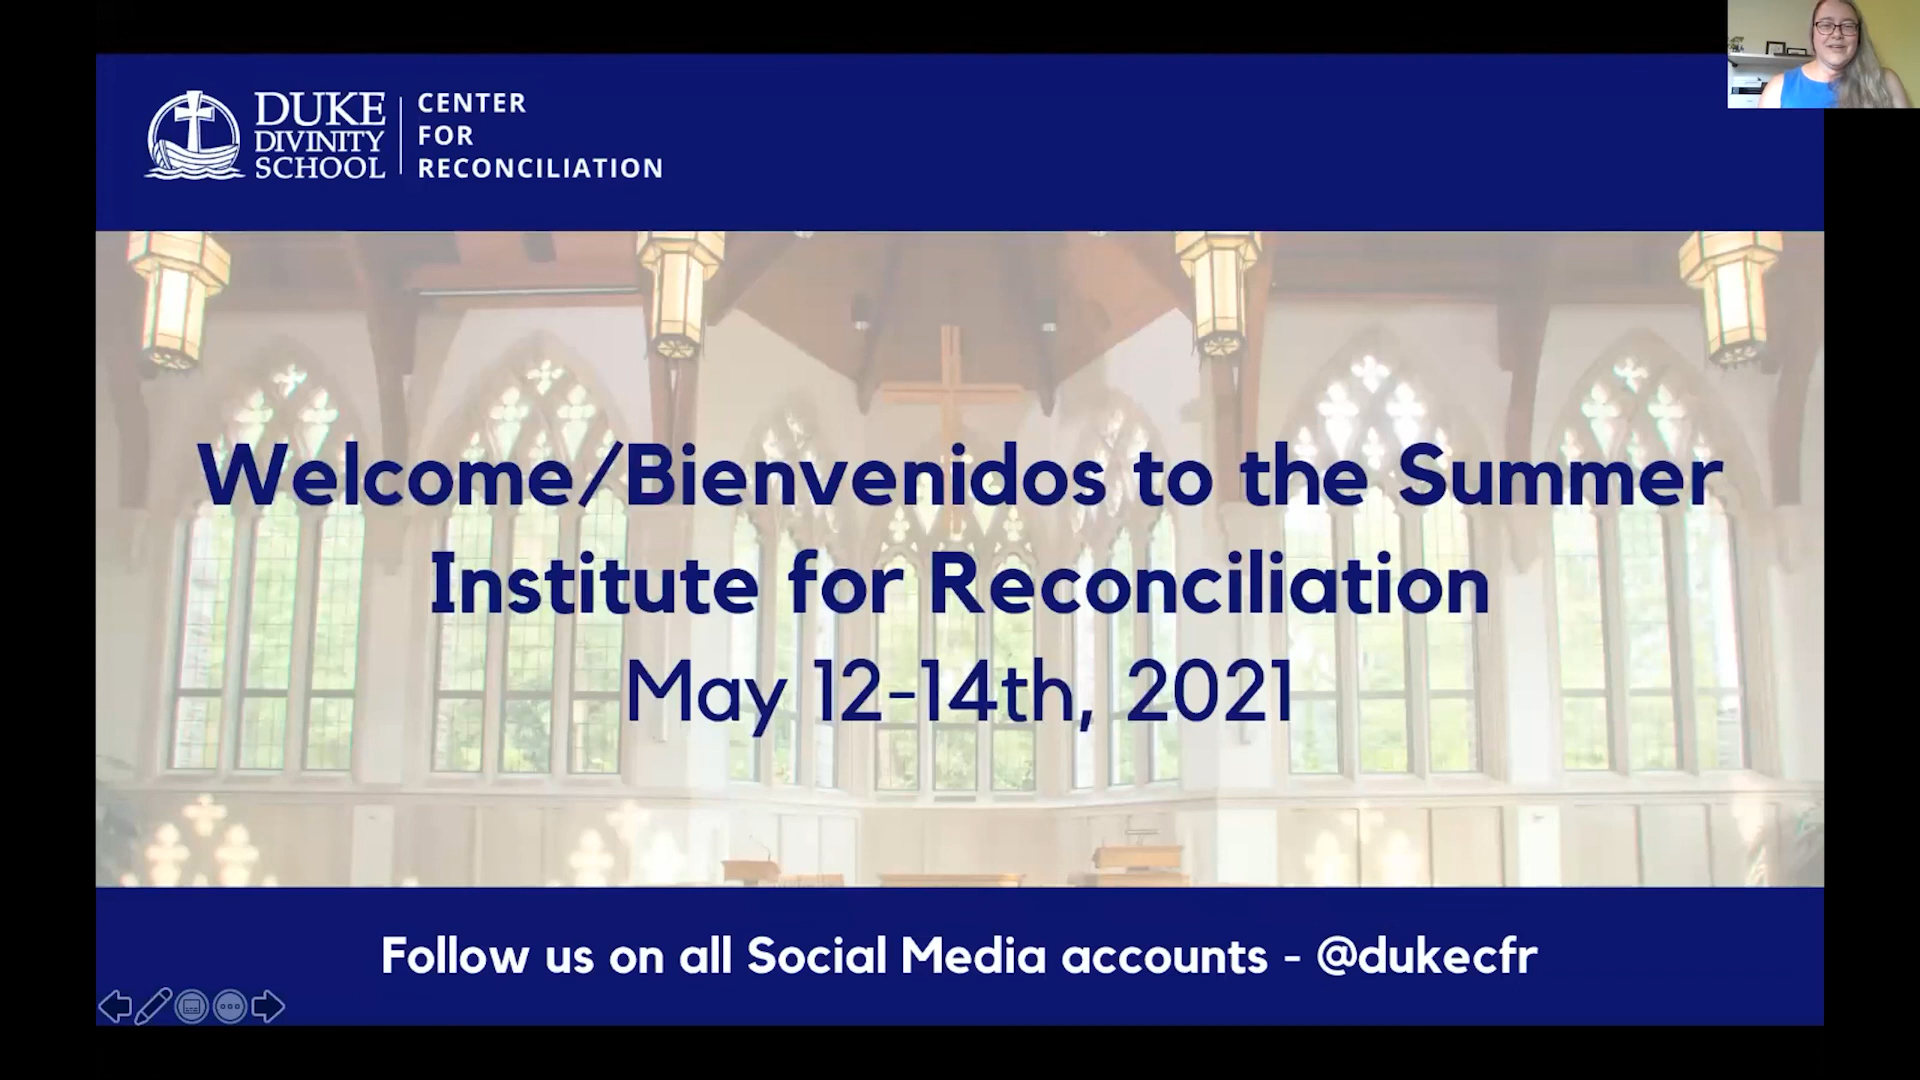 DUKE
DIVINITY
SCHOOL
CENTER
FOR
RECONCILIATION
Welcome/Bienvenidos to the Summer
Institute for Reconciliation
May 12-14th, 2021
Follow us on all Social Media accounts - @dukecfr